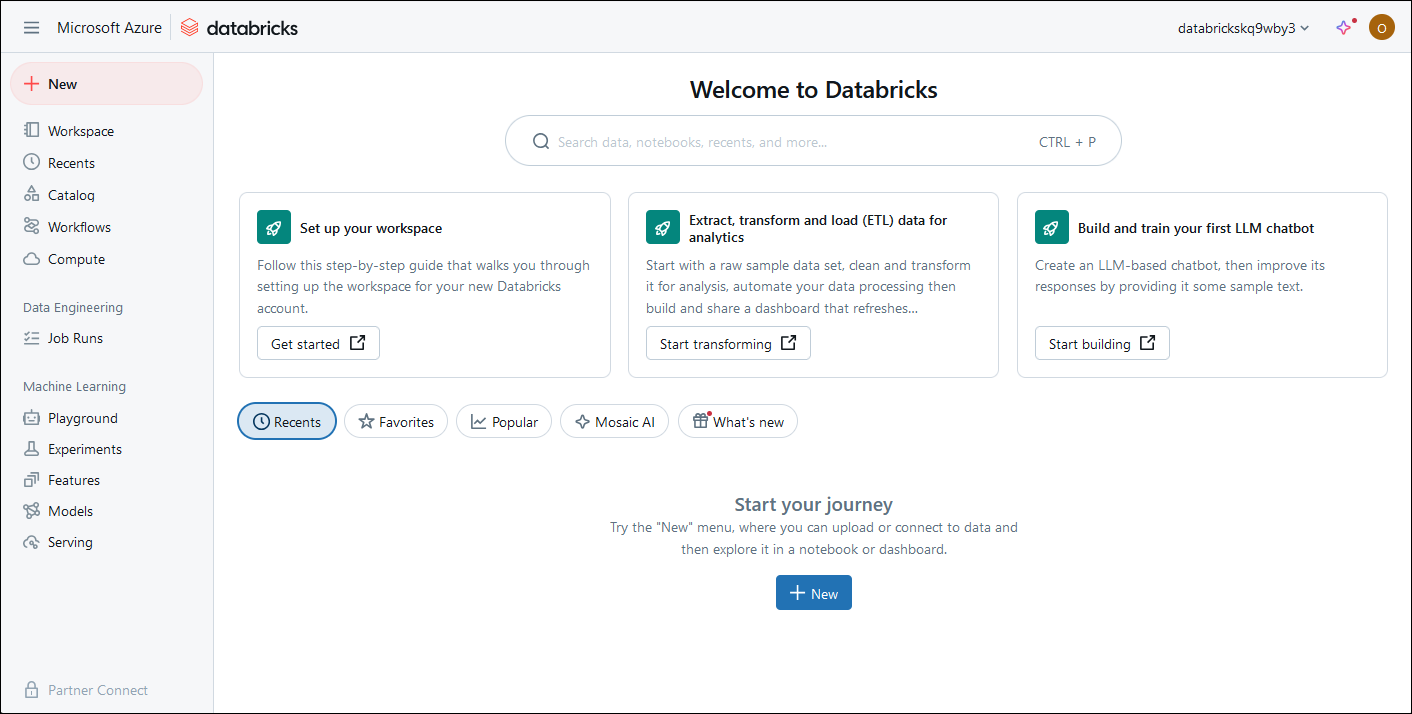 Microsoft Azure databricks
databrickskq9wby3
O
New
Workspace
Recents
Catalog
Workflows
Compute
Data Engineering
Job Runs
Machine Learning
Playground
Experiments
Features
Models
Serving
Partner Connect
Welcome to Databricks
Search data, notebooks, recents, and more... CTRL + P
Set up your workspace
Follow this step-by-step guide that walks you through
setting up the workspace for your new Databricks
account.
Get started
Extract, transform and load (ETL) data for
analytics
Start with a raw sample data set, clean and transform
it for analysis, automate your data processing then
build and share a dashboard that refreshes...
Start transforming
Build and train your first LLM chatbot
Create an LLM-based chatbot, then improve its
responses by providing it some sample text.
Start building
Recents Favorites Popular Mosaic AI What's new
Start your journey
Try the "New" menu, where you can upload or connect to data and
then explore it in a notebook or dashboard.
New